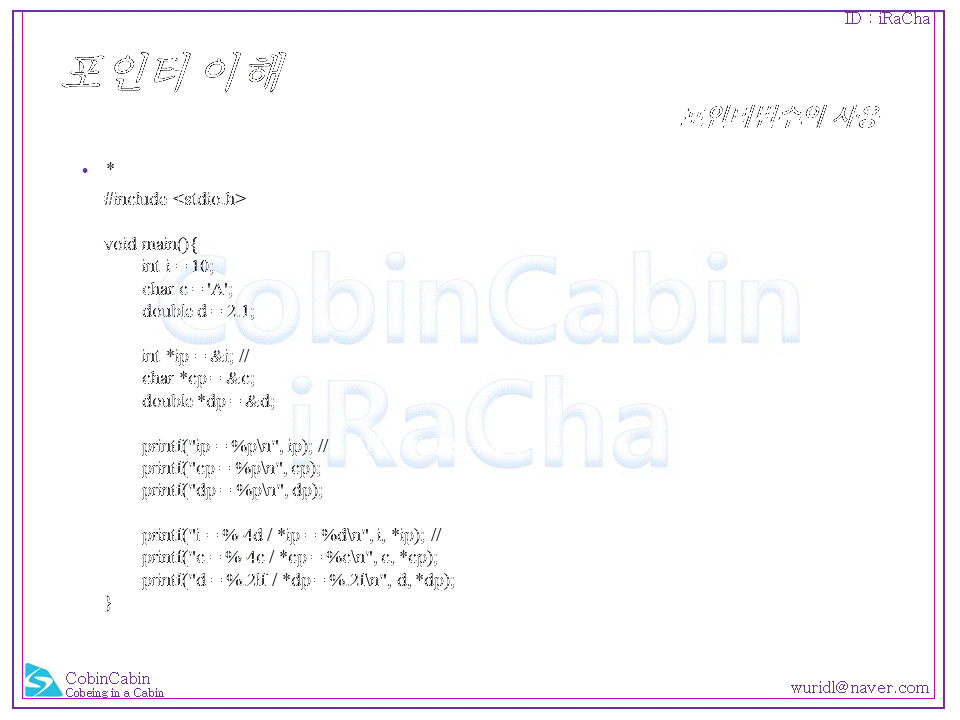 ID : iRaCha
포인터 이해
포인터변수의 사용
• *
#include <stdio.h>
void main(){
int i = 10;
char c = 'A';
double d = 2.1;
int *ip = &i; //
char *cp = &c;
double *dp = &d;
printf("ip = %p\n", ip); //
printf("cp = %p\n", cp);
printf("dp = %p\n", dp);
printf("i = %-4d / *ip = %d\n", i, *ip); //
printf("c = %-4c / *cp = %c\n", c, *cp);
printf("d = %.2lf / *dp = %.2f\n", d, *dp);
}
CobinCabin
iRaCha
CobinCabin
Cobeing in a Cabin
wuridl@naver.com